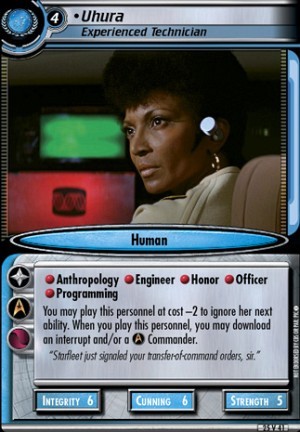 4
•Uhura
Experienced Technician
Human
Anthropology Engineer Honor Officer
Programming
You may play this personnel at cost –2 to ignore her next
ability. When you play this personnel, you may download
an interrupt and/or a Commander.
"Starfleet just signaled your transfer-of-command orders, sir."
INTEGRITY 6 CUNNING 6 STRENGTH 5